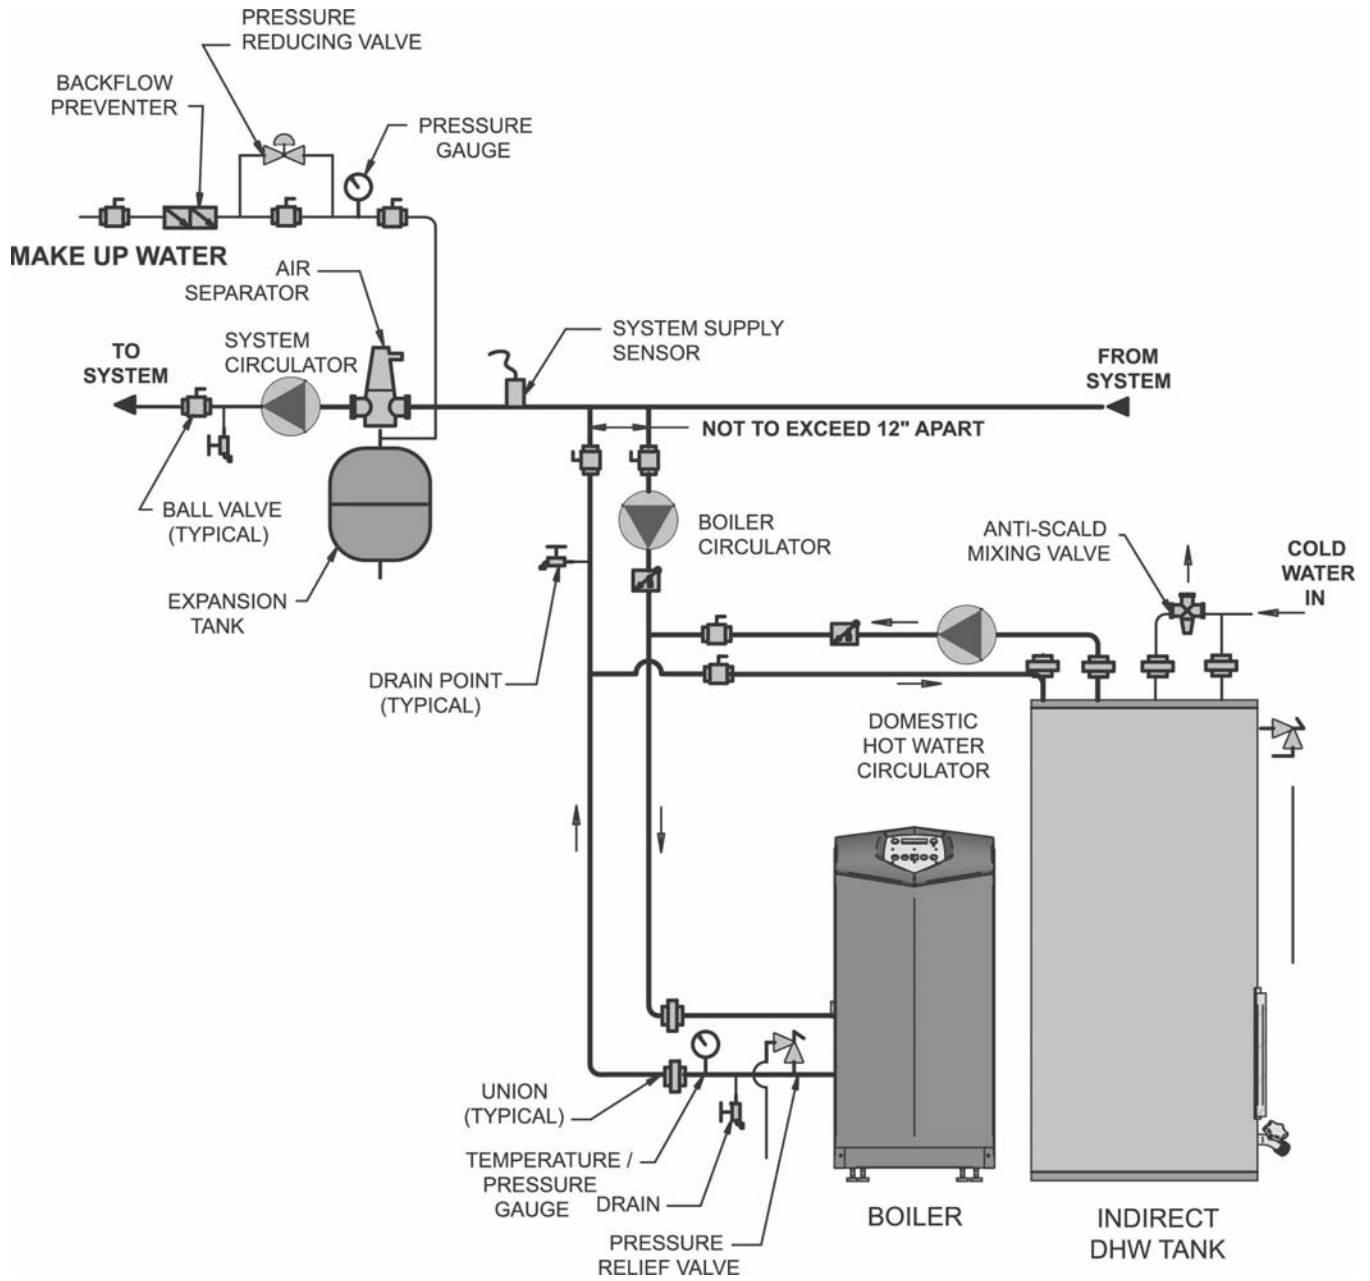 PRESSURE
REDUCING VALVE
BACKFLOW
PREVENTER
PRESSURE
GAUGE
MAKE UP WATER
AIR
SEPARATOR
SYSTEM
CIRCULATOR
TO
SYSTEM
SYSTEM SUPPLY
SENSOR
FROM
SYSTEM
NOT TO EXCEED 12" APART
BALL VALVE
(TYPICAL)
BOILER
CIRCULATOR
ANTI-SCALD
MIXING VALVE
COLD
WATER
IN
EXPANSION
TANK
DRAIN POINT
(TYPICAL)
DOMESTIC
HOT WATER
CIRCULATOR
UNION
(TYPICAL)
TEMPERATURE /
PRESSURE
GAUGE
DRAIN
PRESSURE
RELIEF VALVE
BOILER
INDIRECT
DHW TANK